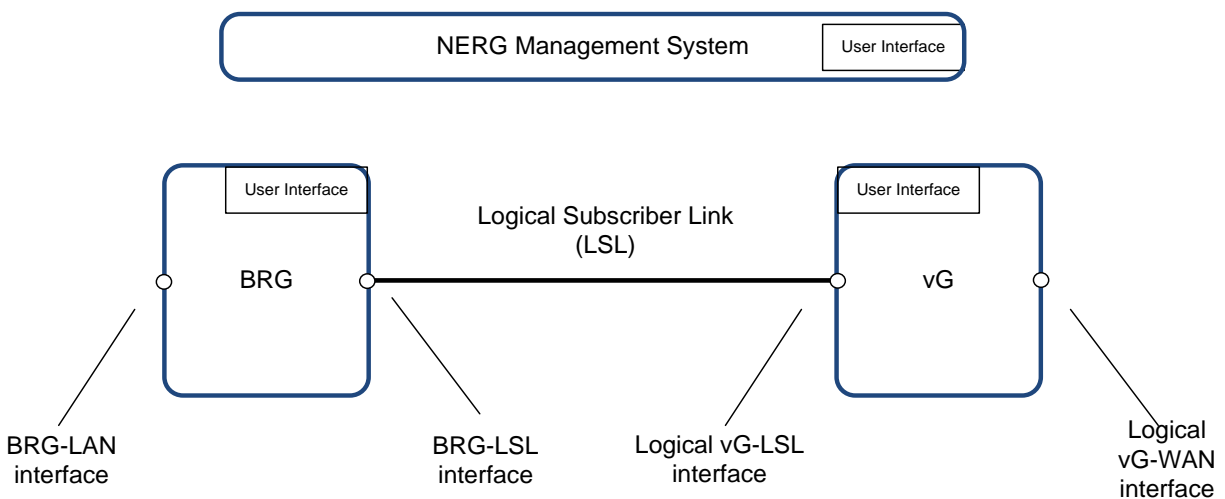 NERG Management System
User Interface
User Interface
User Interface
Logical Subscriber Link
(LSL)
BRG
vG
BRG-LAN
interface
BRG-LSL
interface
Logical vG-LSL
interface
Logical
vG-WAN
interface